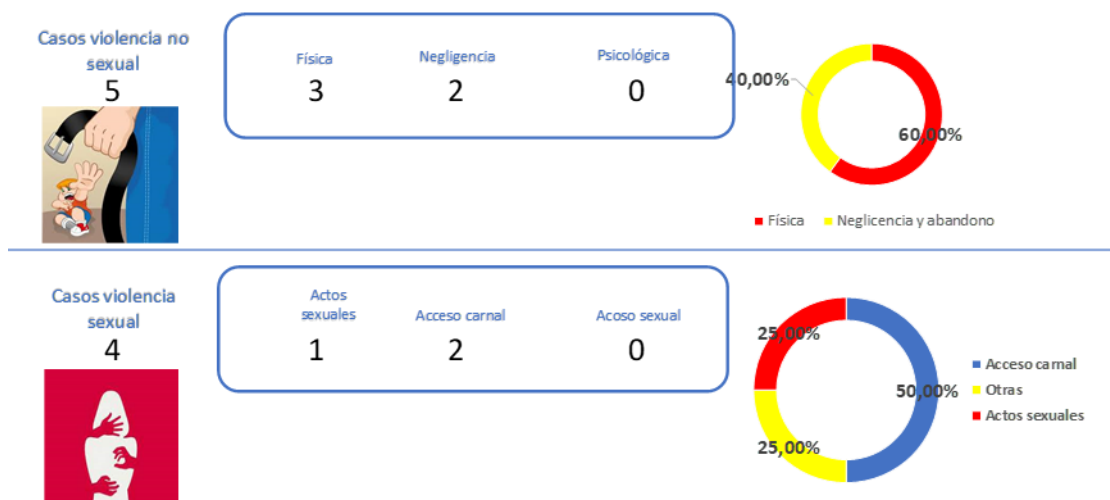 Casos violencia no
sexual
5
Física
3
Negligencia
2
Psicológica
0
40,00%
60,00%
Física
Neglicencia y abandono
Casos violencia
sexual
4
Actos
sexuales
1
Acceso carnal
2
Acoso sexual
0
25,00%
50,00%
25,00%
Acceso carnal
Otras
Actos sexuales